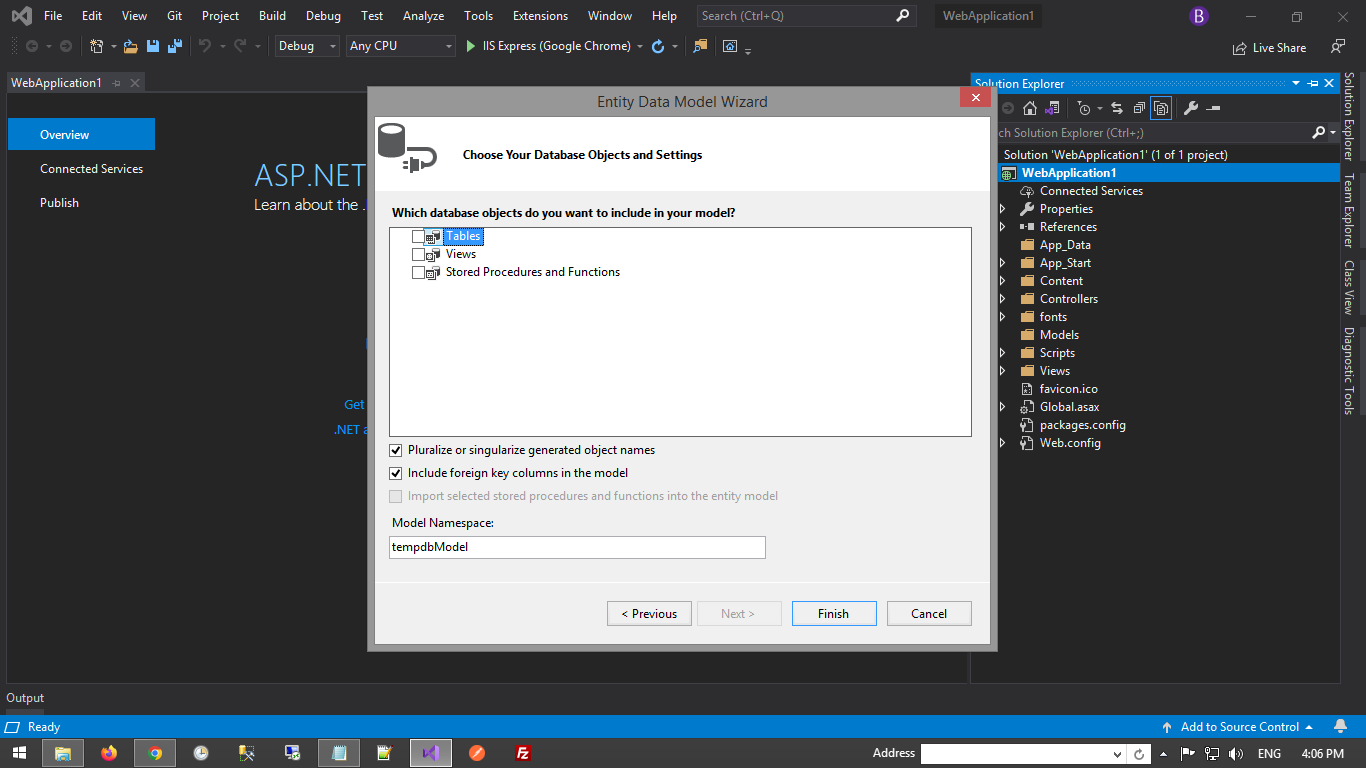 File Edit View Git Project Build Debug Test Analyze Tools Extensions Window Help Search (Ctrl+Q) WebApplication1 B
Debug Any CPU IIS Express (Google Chrome) Live Share
WebApplication1
Overview
Connected Services
Publish
ASP.NET
Learn about the
Get
.NET
Entity Data Model Wizard
Choose Your Database Objects and Settings
Which database objects do you want to include in your model?
Tables
Views
Stored Procedures and Functions
Pluralize or singularize generated object names
Include foreign key columns in the model
Import selected stored procedures and functions into the entity model
Model Namespace:
tempdbModel
< Previous Next > Finish Cancel
Solution Explorer
ch Solution Explorer (Ctrl+;)
Solution 'WebApplication1' (1 of 1 project)
WebApplication1
Connected Services
Properties
References
App_Data
App_Start
Content
Controllers
fonts
Models
Scripts
Views
favicon.ico
Global.asax
packages.config
Web.config
Solution Explorer
Team Explorer
Class View
Diagnostic Tools
Output
Ready Add to Source Control
Fz Address ENG 4:06 PM